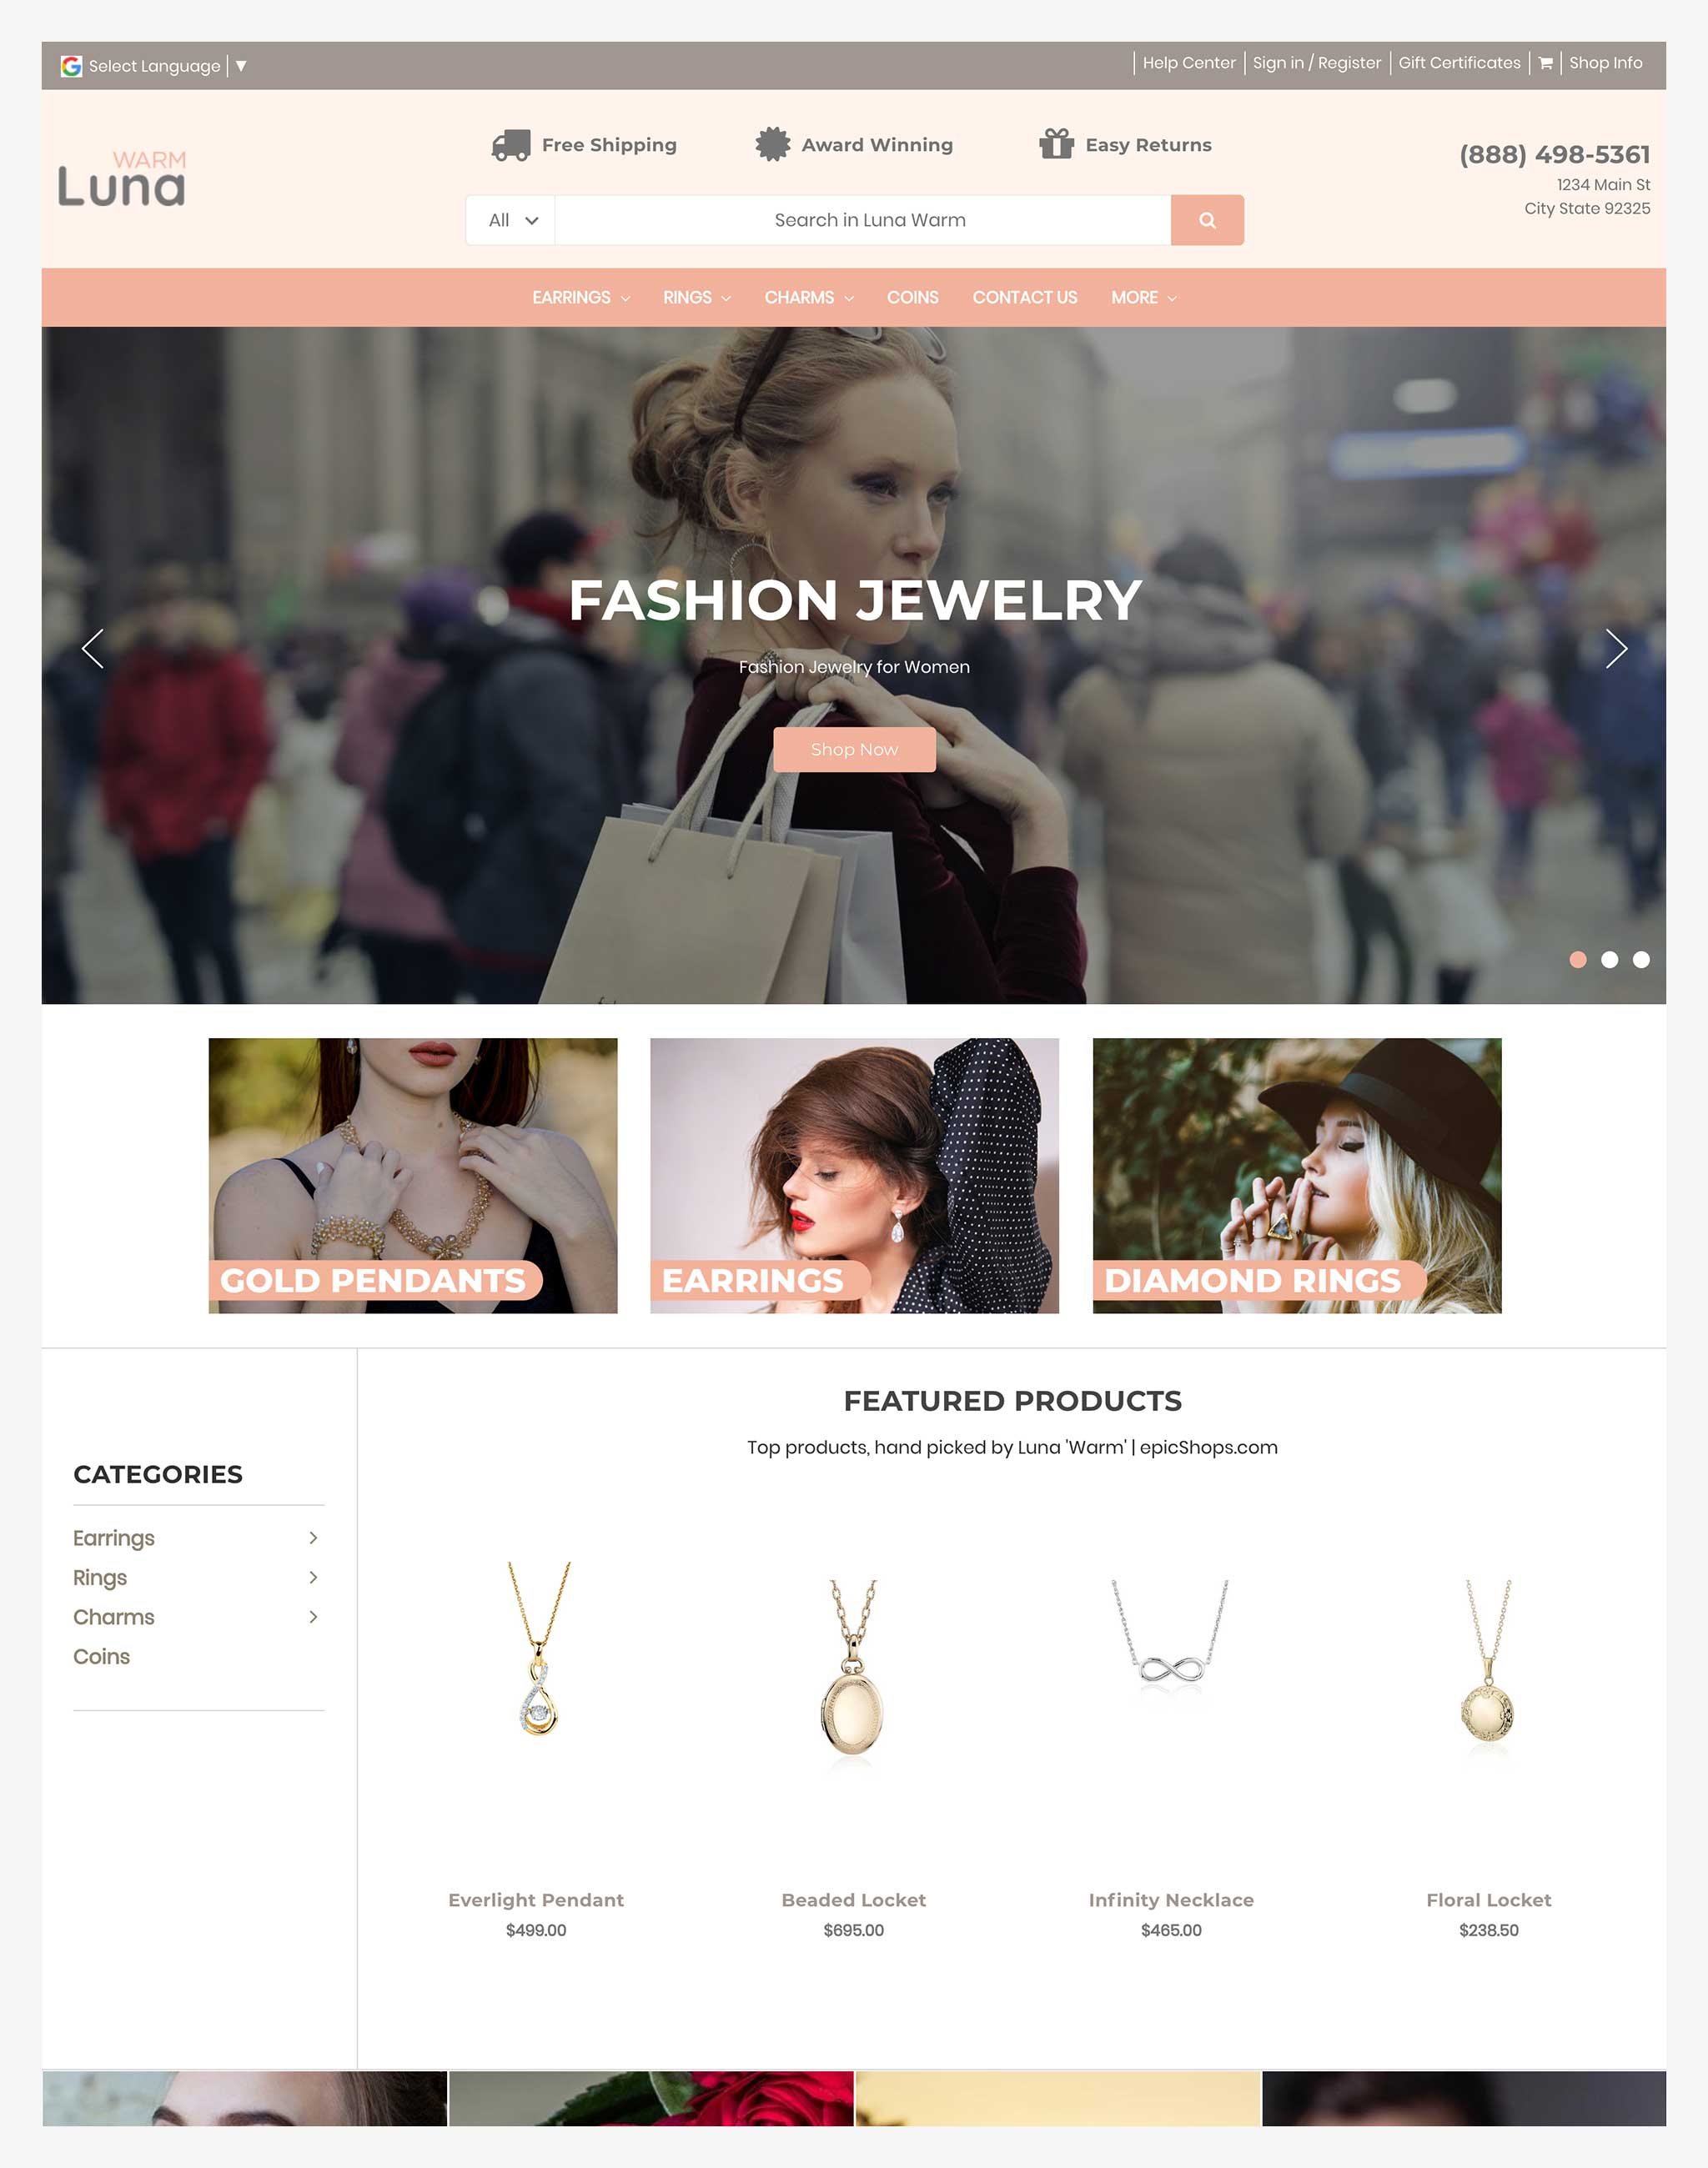 Select Language ▼
Help Center
Sign in / Register
Gift Certificates
Shop Info
WARM
Luna
Free Shipping
Award Winning
Easy Returns
All
Search in Luna Warm
(888) 498-5361
1234 Main St
City State 92325
EARRINGS
RINGS
CHARMS
COINS
CONTACT US
MORE
FASHION JEWELRY
Fashion Jewelry for Women
Shop Now
GOLD PENDANTS
EARRINGS
DIAMOND RINGS
CATEGORIES
Earrings
Rings
Charms
Coins
FEATURED PRODUCTS
Top products, hand picked by Luna 'Warm' | epicShops.com
Everlight Pendant
$499.00
Beaded Locket
$695.00
Infinity Necklace
$465.00
Floral Locket
$238.50